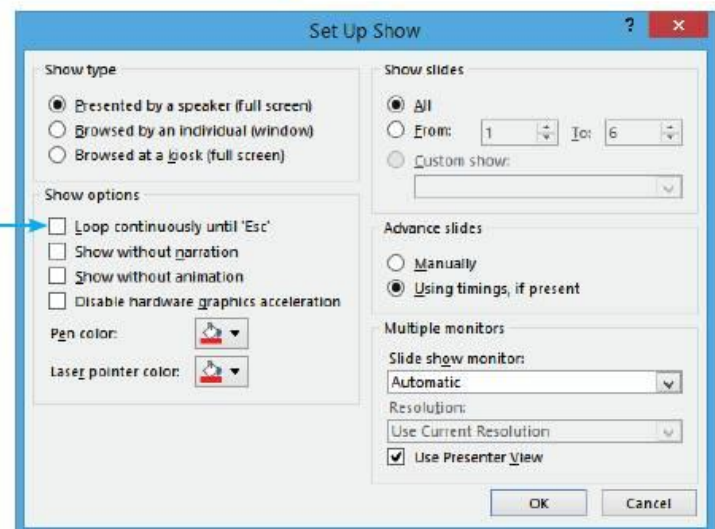 Set Up Show
?
Show type
Presented by a speaker (full screen)
Browsed by an individual (window)
Browsed at a kiosk (full screen)
Show options
Loop continuously until 'Esc'
Show without narration
Show without animation
Disable hardware graphics acceleration
Pen color:
Laser pointer color:
Show slides
All
From: 1 To: 6
Custom show:
Advance slides
Manually
Using timings, if present
Multiple monitors
Slide show monitor:
Automatic
Resolution:
Use Current Resolution
Use Presenter View
OK Cancel